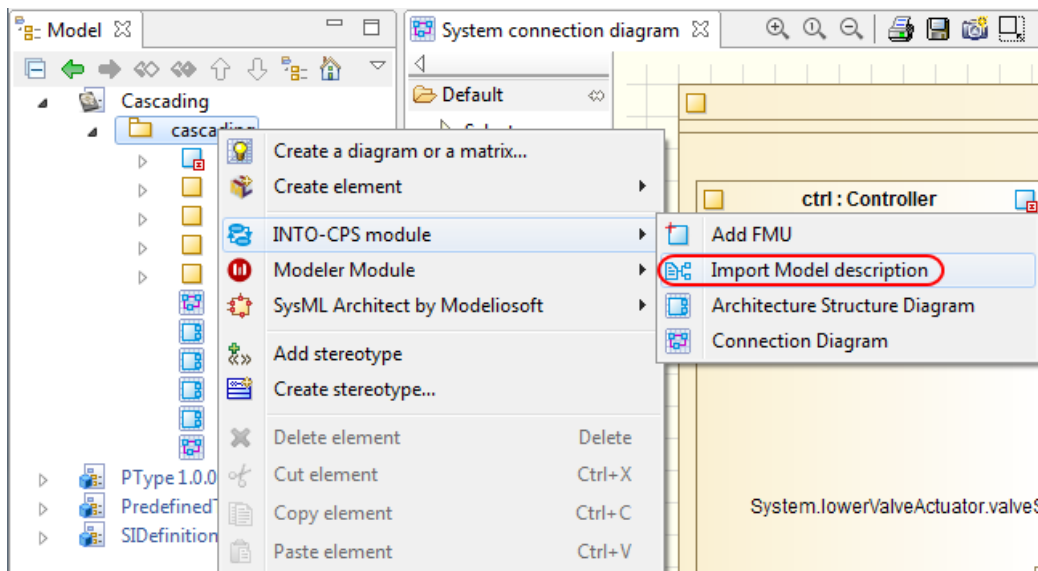 Model
System connection diagram
Default
Cascading
cascading
Create a diagram or a matrix...
Create element
ctrl : Controller
INTO-CPS module
Add FMU
Modeler Module
Import Model description
SysML Architect by Modeliosoft
Architecture Structure Diagram
Connection Diagram
Add stereotype
Create stereotype...
Delete element Delete
PType 1.0.0
Cut element Ctrl+X
Copy element Ctrl+C
System.lowerValveActuator.valveS
SIDefinition
Paste element Ctrl+V